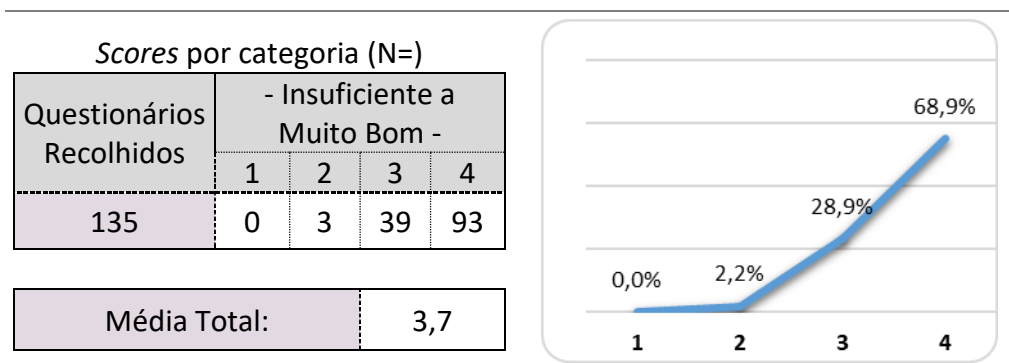 Scores por categoria (N=)
Questionários Recolhidos
- Insuficiente a
Muito Bom -
1 2 3 4
135 0 3 39 93
Média Total: 3,7
68,9%
28,9%
2,2%
0,0%
1 2 3 4